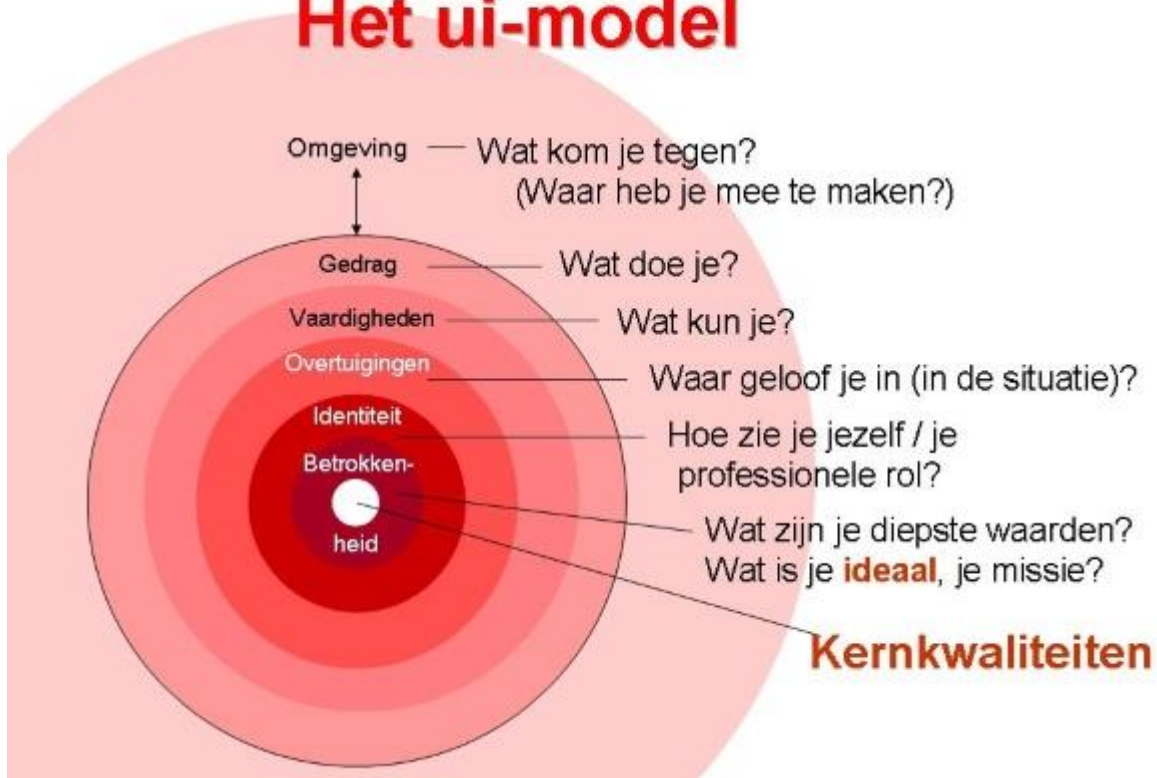 Het ui-model
Omgeving
Wat kom je tegen?
(Waar heb je mee te maken?)
Gedrag
Wat doe je?
Vaardigheden
Wat kun je?
Overtuigingen
Waar geloof je in (in de situatie)?
Identiteit
Hoe zie je jezelf / je
professionele rol?
Betrokken-
heid
Wat zijn je diepste waarden?
Wat is je ideaal, je missie?
Kernkwaliteiten